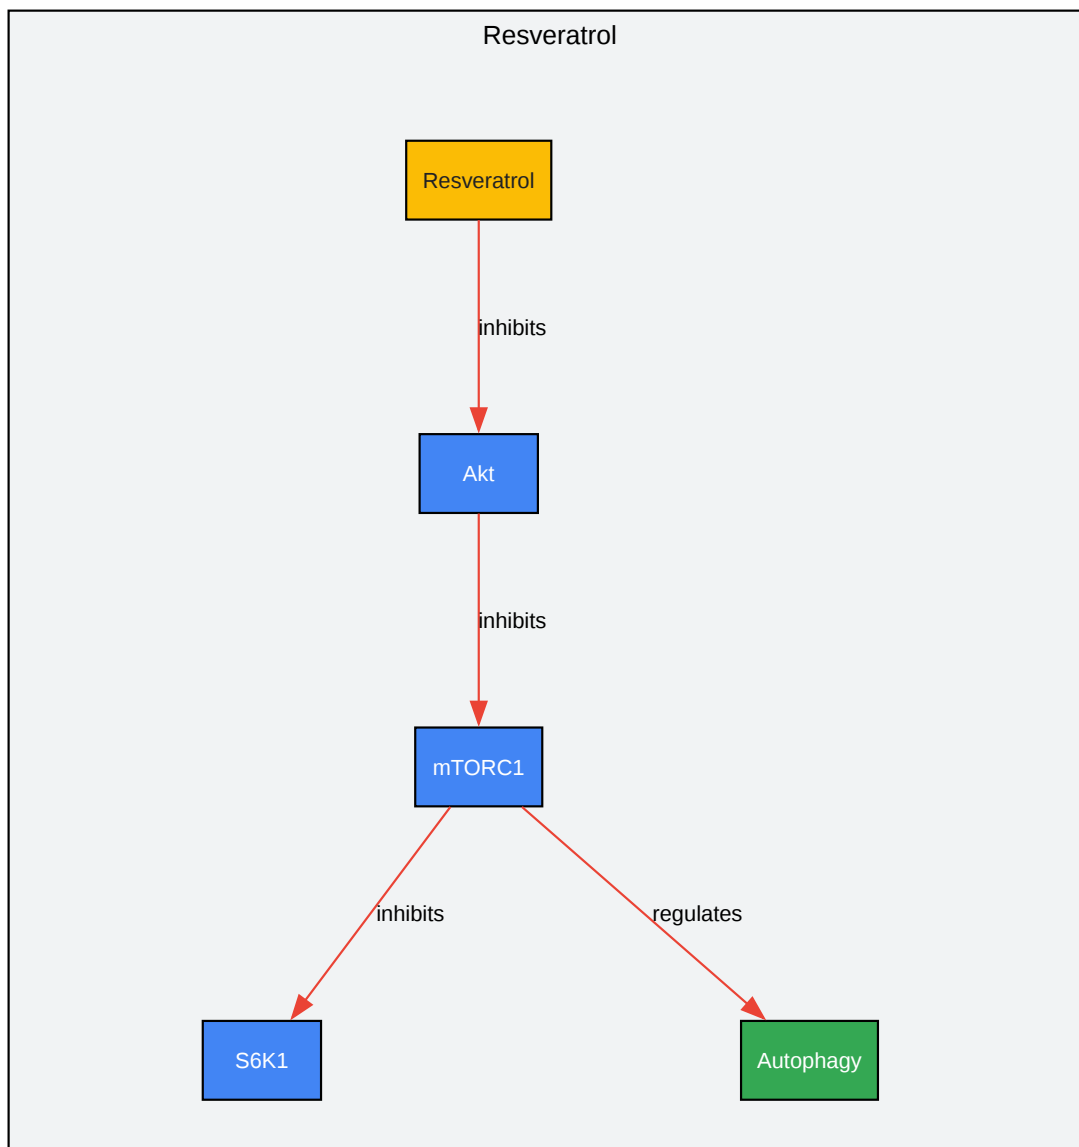 Resveratrol
Resveratrol
inhibits
Akt
inhibits
mTORC1
inhibits
regulates
S6K1
Autophagy